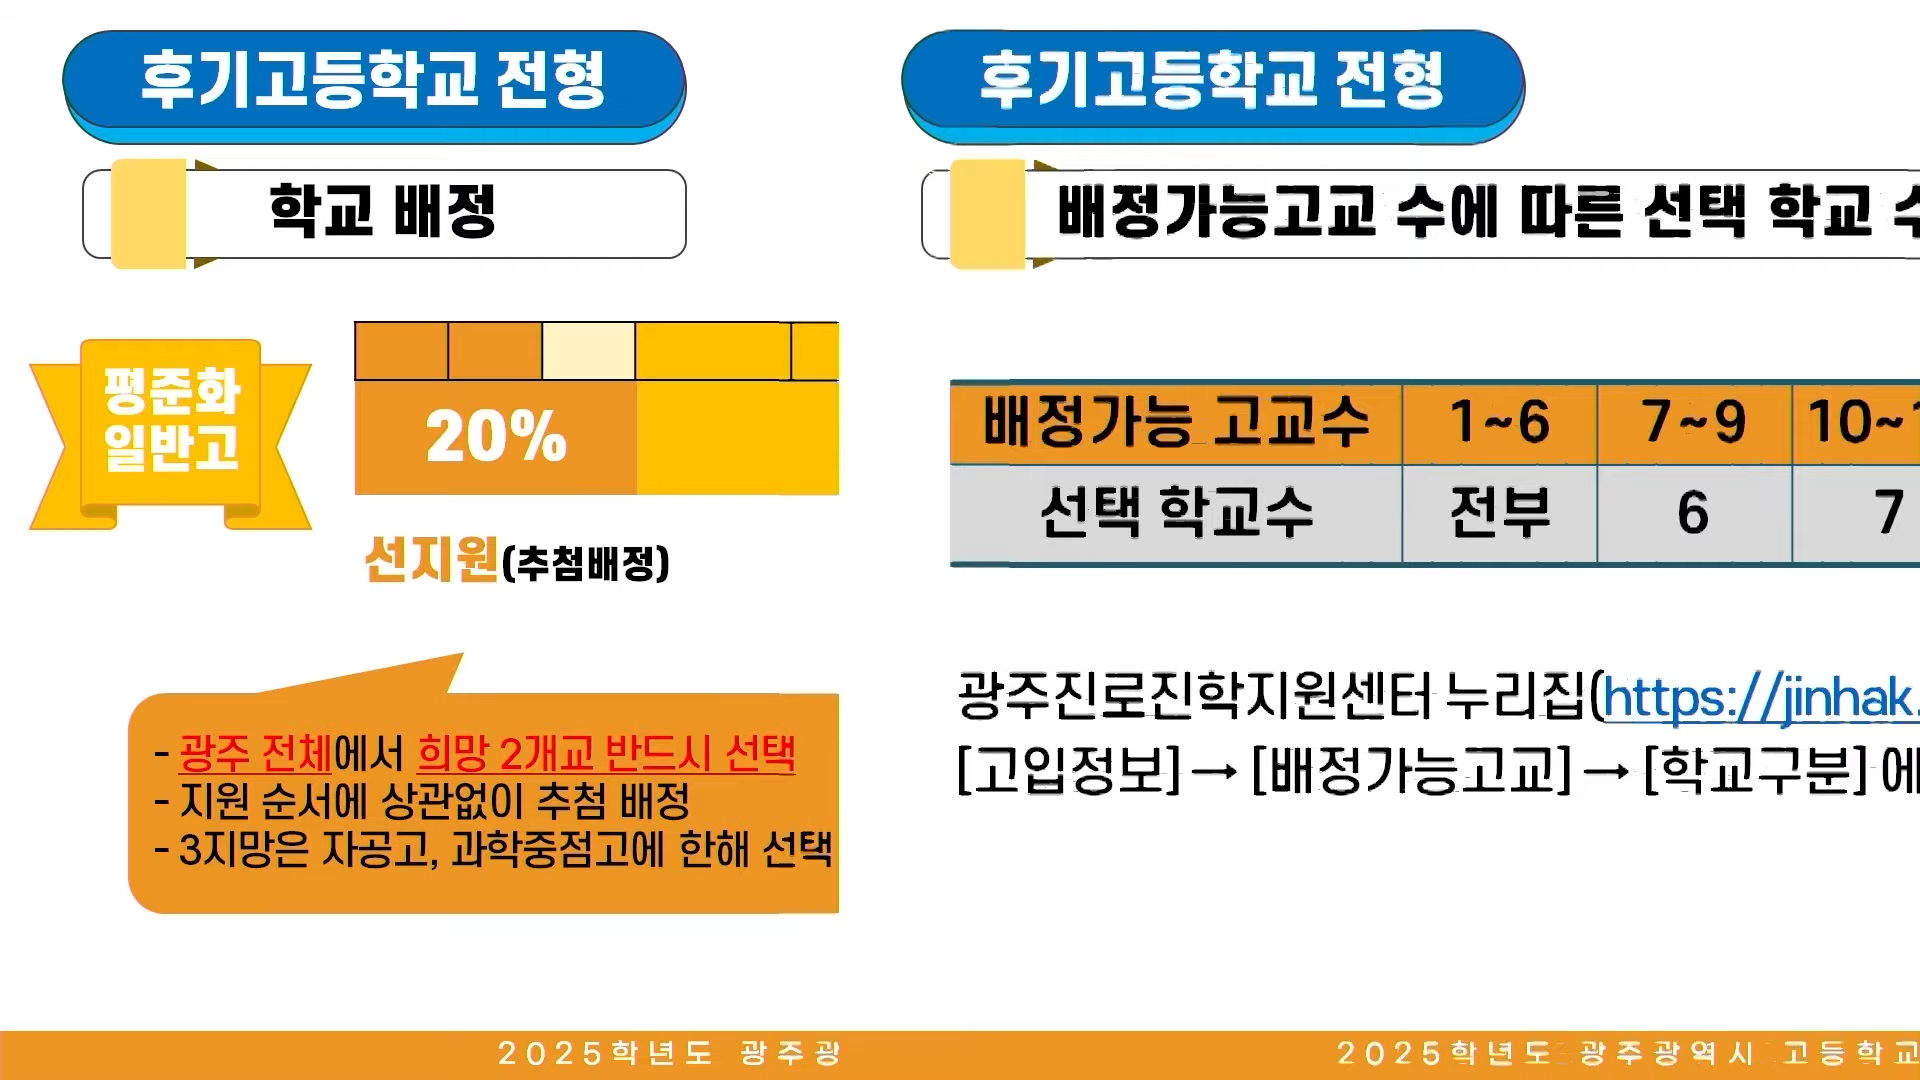 후기고등학교 전형
학교 배정
평준화
일반고
20%
선지원(추첨배정)
- 광주 전체에서 희망 2개교 반드시 선택
- 지원 순서에 상관없이 추첨 배정
- 3지망은 자공고, 과학중점고에 한해 선택
2025학년도 광주광
후기고등학교 전형
배정가능고교 수에 따른 선택 학교 수
배정가능 고교수 1~6 7~9 10~
선택 학교수 전부 6 7
광주진로진학지원센터 누리집(https://jinhak.
[고입정보]→ [배정가능고교]→ [학교구분] 에
2025학년도 광주광역시 고등학교